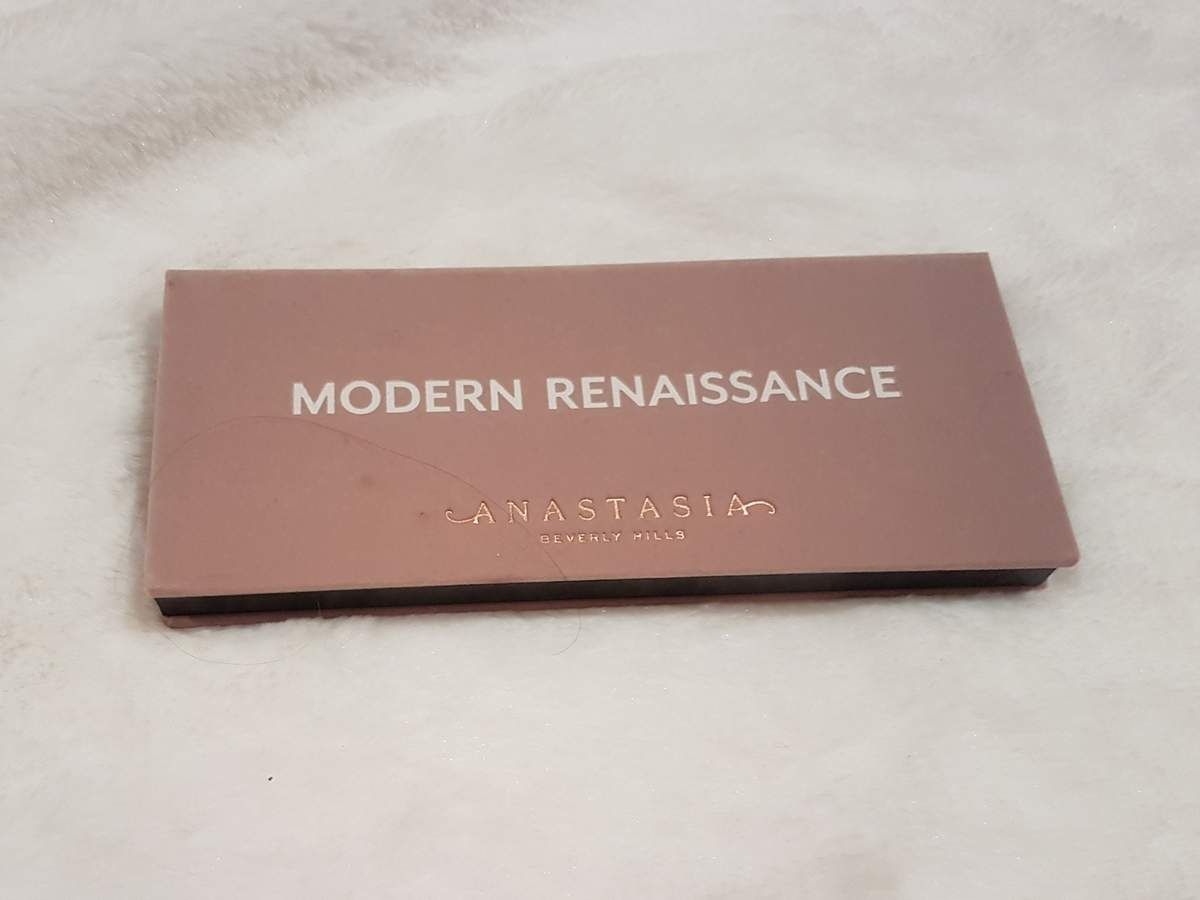 MODERN RENAISSANCE
ANASTASIA
BEVERLY HILLS